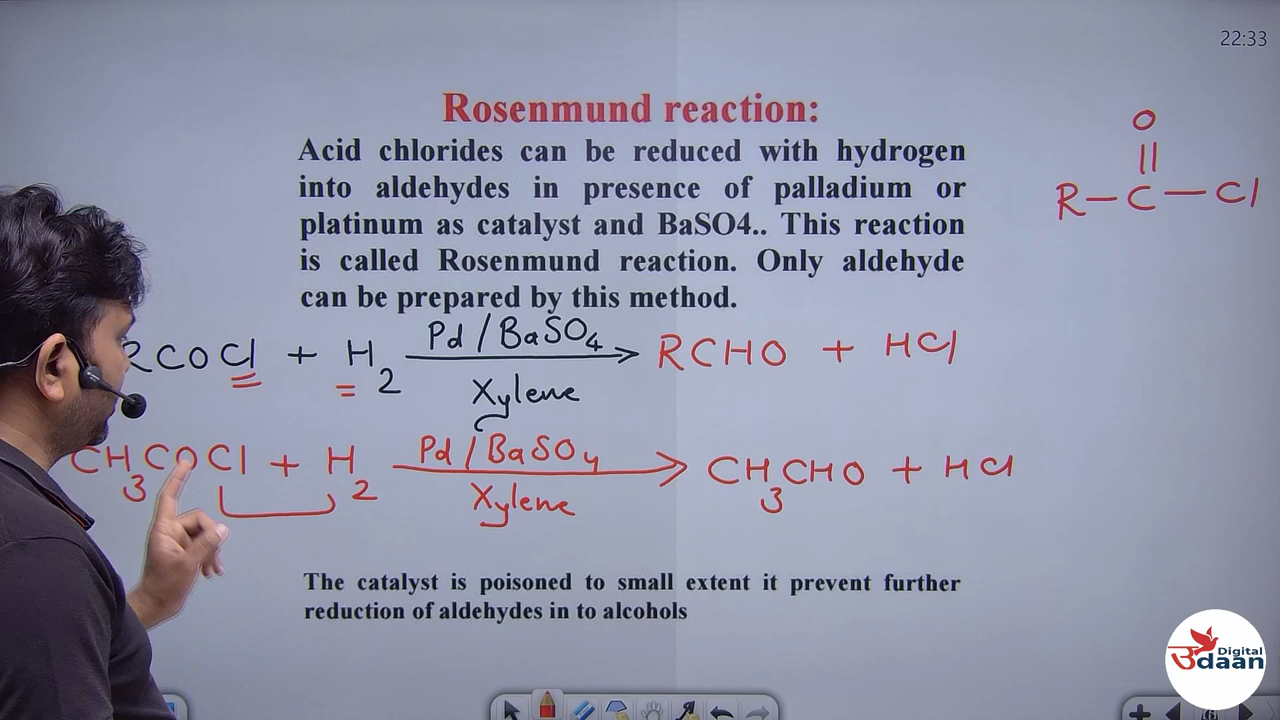 22:33
Rosenmund reaction:
Acid chlorides can be reduced with hydrogen
into aldehydes in presence of palladium or
platinum as catalyst and BaSO4.. This reaction
is called Rosenmund reaction. Only aldehyde
can be prepared by this method.
O
||
R—C—Cl
RCOCl + H₂ Pd/BaSO₄ → RCHO + HCl
Xylene
CH₃COCl + H₂ Pd/BaSO₄ → CH₃CHO + HCl
Xylene
The catalyst is poisoned to small extent it prevent further
reduction of aldehydes in to alcohols
Digital
उdaan